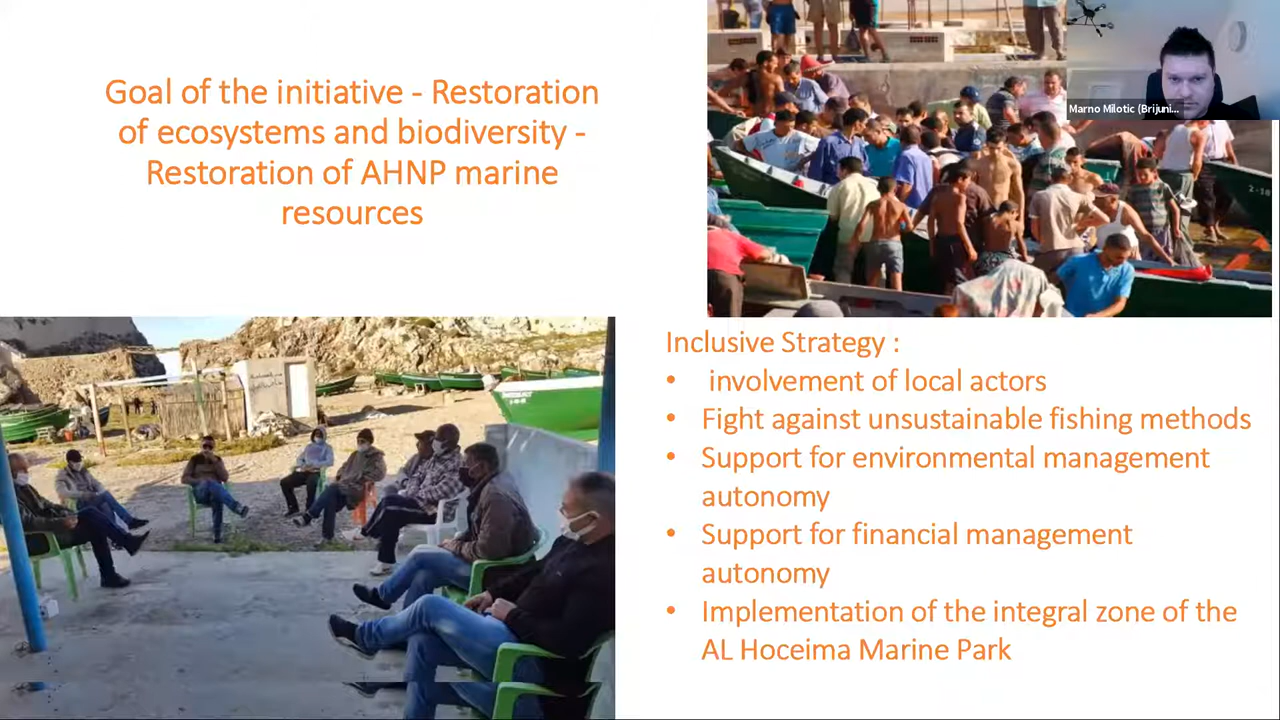 Goal of the initiative - Restoration
of ecosystems and biodiversity -
Restoration of AHNP marine
resources
Marno Milotic (Brijuni...
2-10
Inclusive Strategy :
• involvement of local actors
• Fight against unsustainable fishing methods
• Support for environmental management
autonomy
• Support for financial management
autonomy
• Implementation of the integral zone of the
AL Hoceima Marine Park